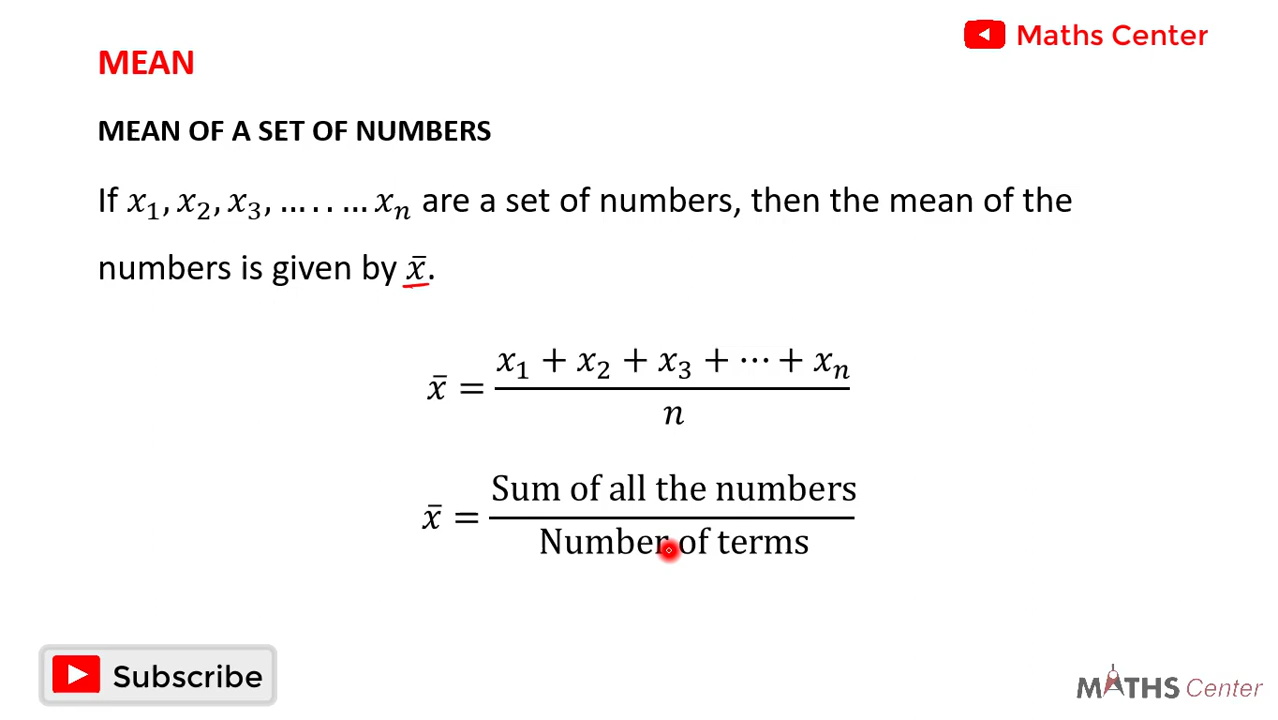 Maths Center
MEAN
MEAN OF A SET OF NUMBERS
If x₁, x₂, x₃, … . . … xₙ are a set of numbers, then the mean of the
numbers is given by x̄.
x̄ = (x₁ + x₂ + x₃ + ⋯ + xₙ) / n
x̄ = Sum of all the numbers / Number of terms
Subscribe
MATHS Center